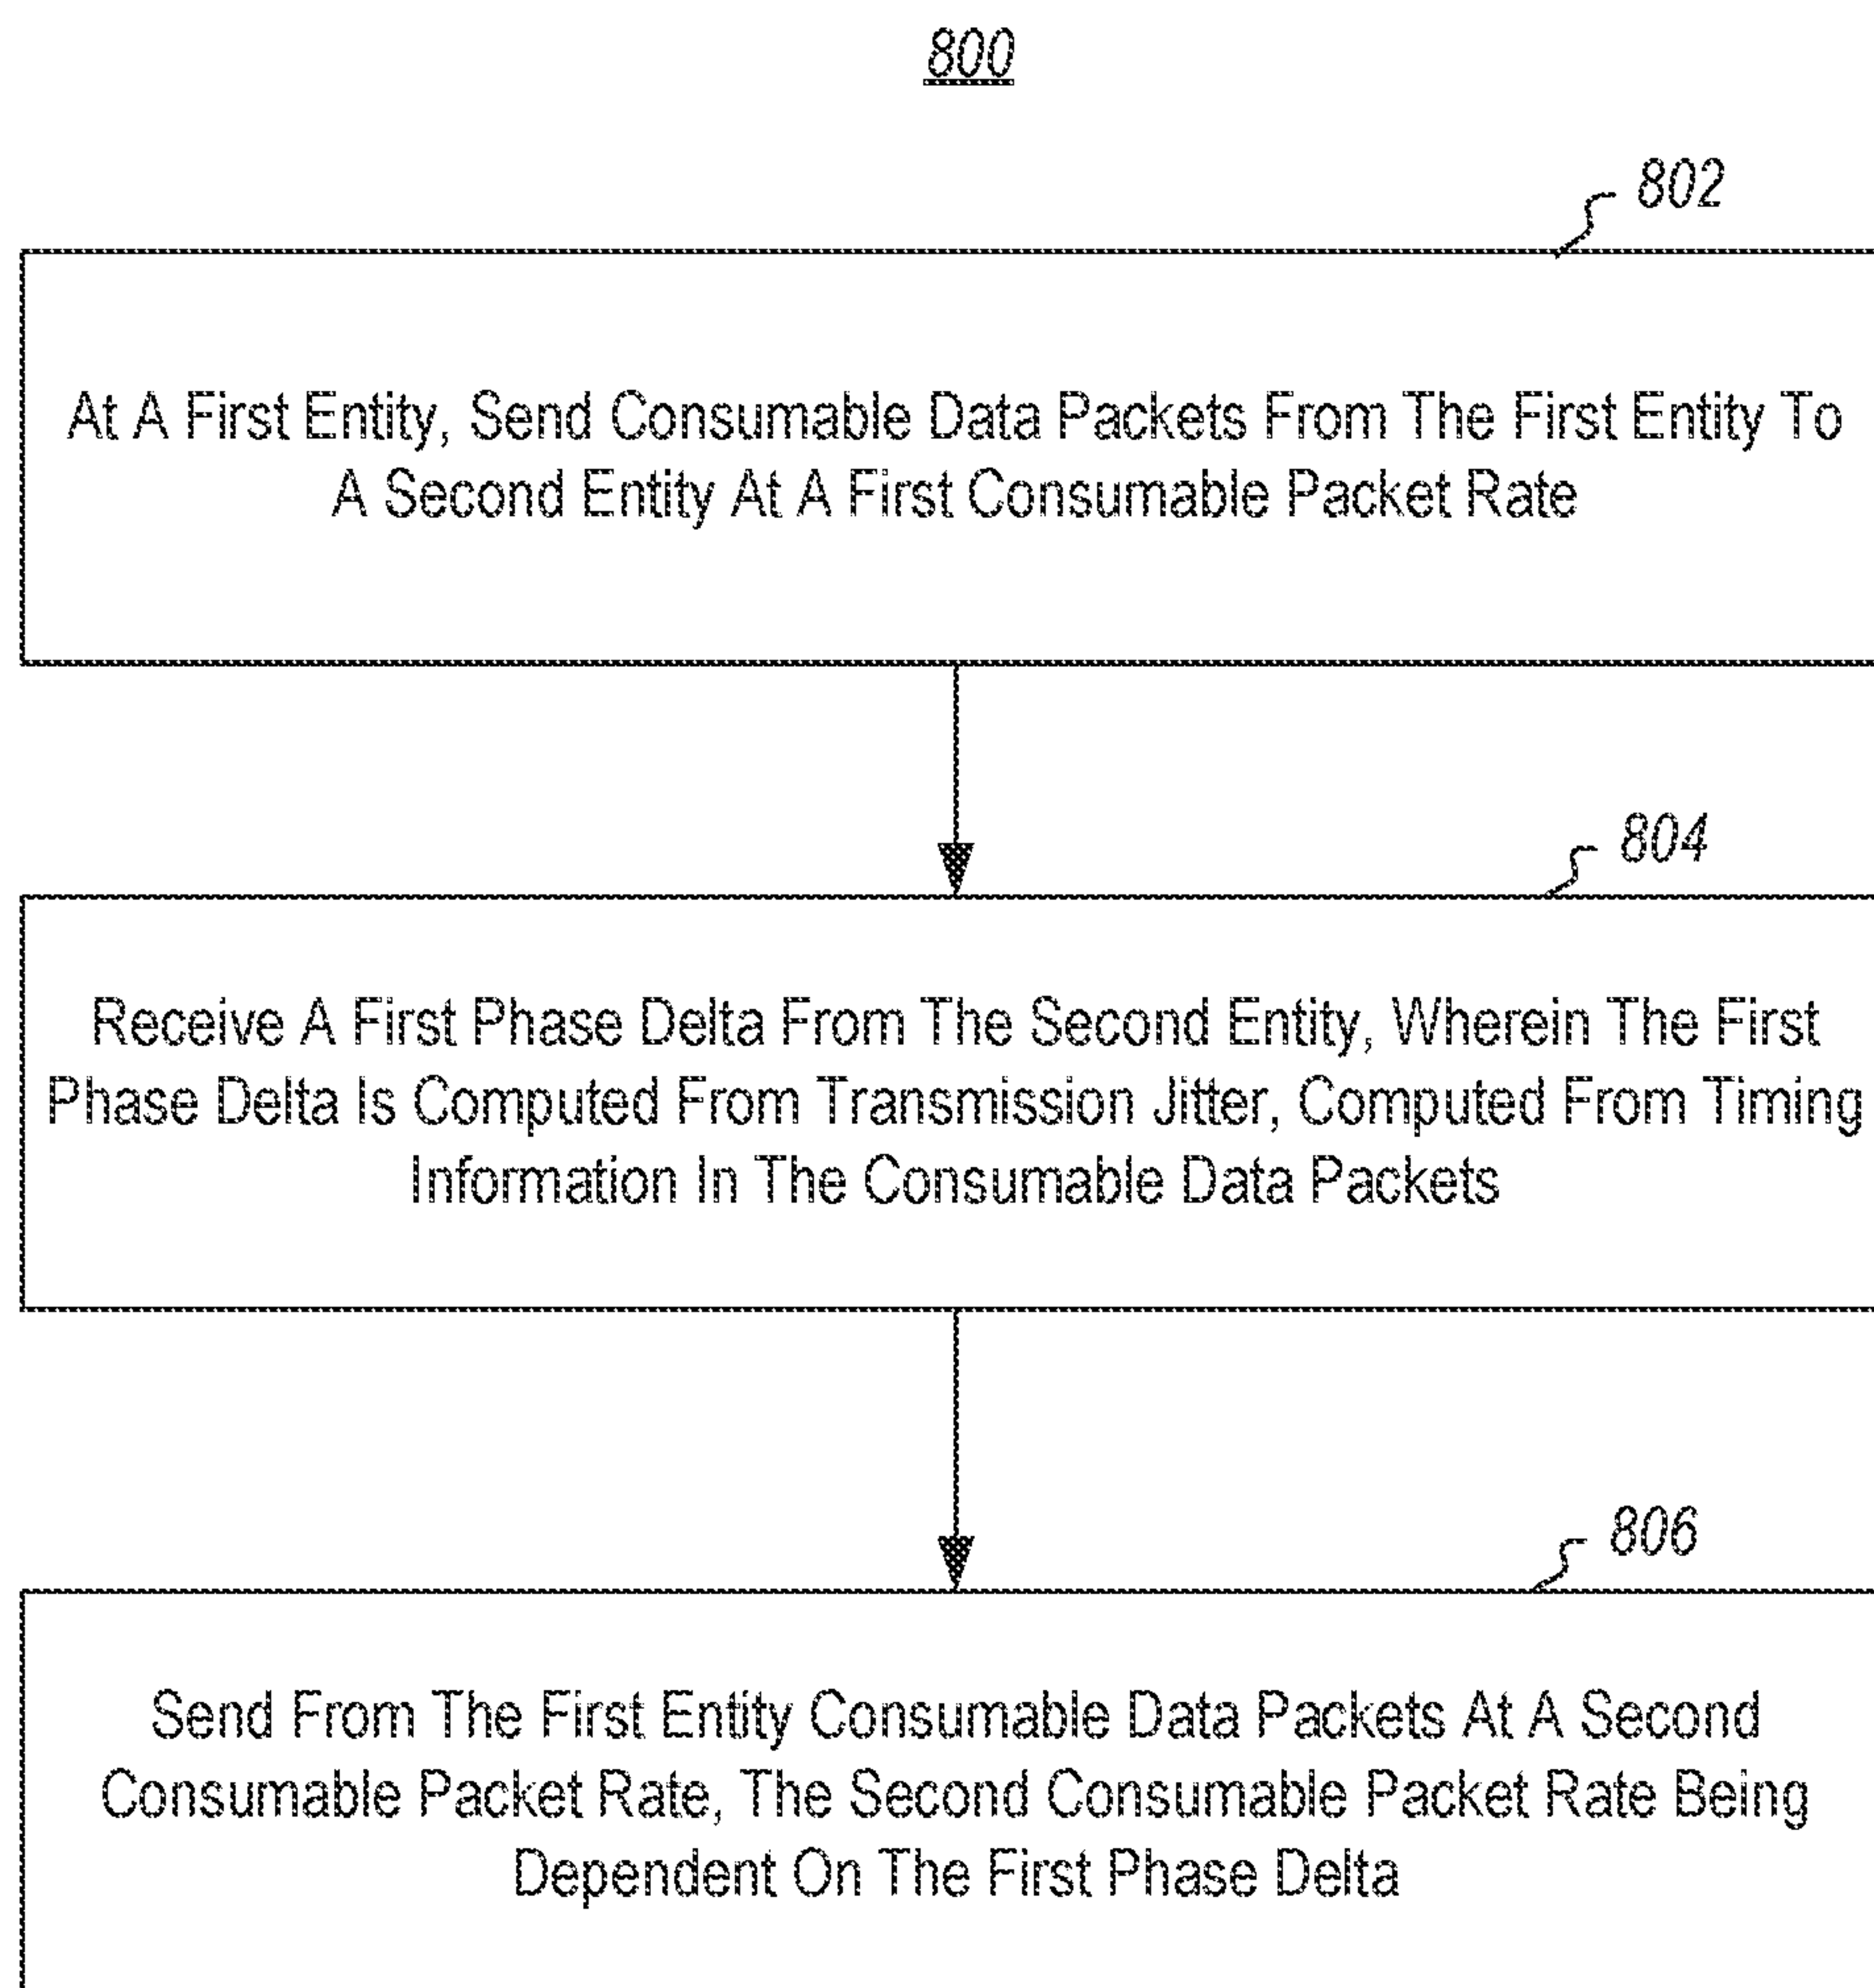 800
802
At A First Entity, Send Consumable Data Packets From The First Entity To
A Second Entity At A First Consumable Packet Rate
804
Receive A First Phase Delta From The Second Entity, Wherein The First
Phase Delta Is Computed From Transmission Jitter, Computed From Timing
Information In The Consumable Data Packets
806
Send From The First Entity Consumable Data Packets At A Second
Consumable Packet Rate, The Second Consumable Packet Rate Being
Dependent On The First Phase Delta